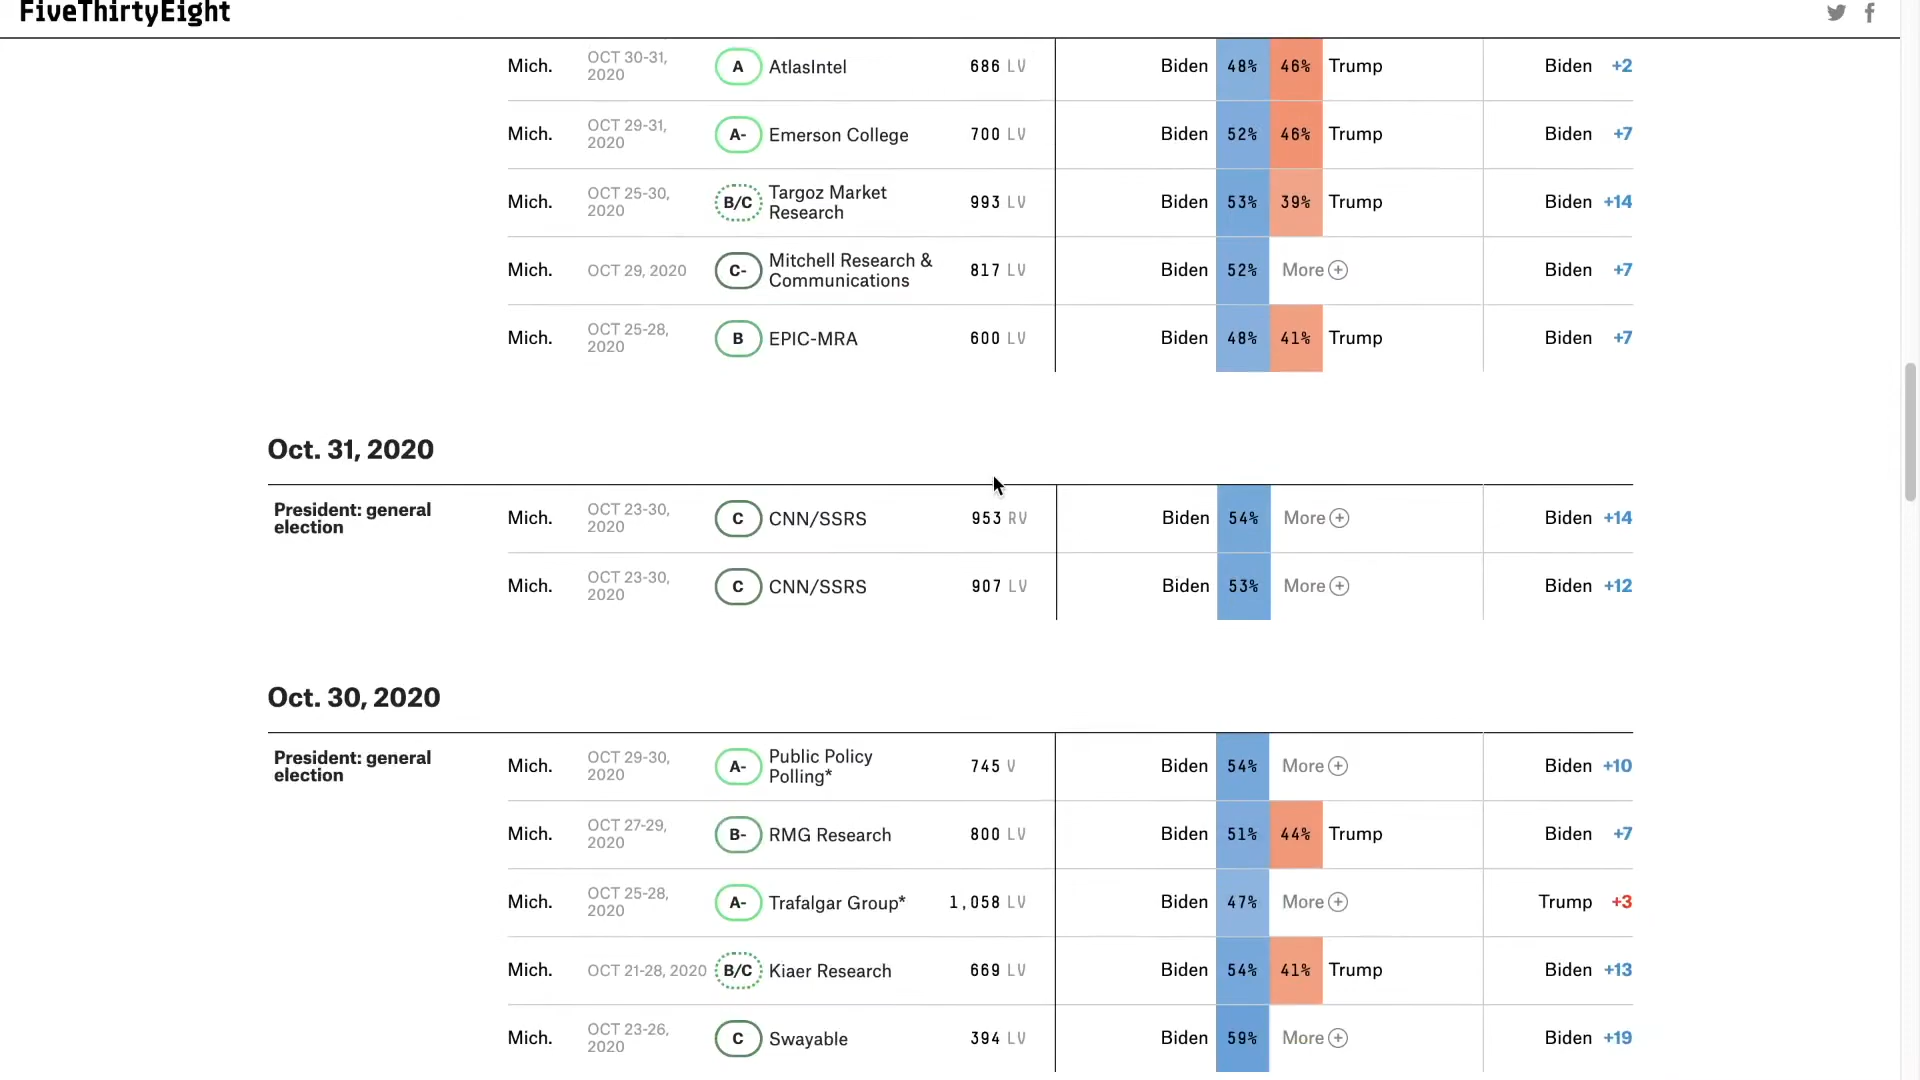 FiveThirtyEight
Mich. OCT 30-31, 2020 A AtlasIntel 686 LV Biden 48% 46% Trump Biden +2
Mich. OCT 29-31, 2020 A- Emerson College 700 LV Biden 52% 46% Trump Biden +7
Mich. OCT 25-30, 2020 B/C Targoz Market Research 993 LV Biden 53% 39% Trump Biden +14
Mich. OCT 29, 2020 C- Mitchell Research & Communications 817 LV Biden 52% More Biden +7
Mich. OCT 25-28, 2020 B EPIC-MRA 600 LV Biden 48% 41% Trump Biden +7
Oct. 31, 2020
President: general election Mich. OCT 23-30, 2020 C CNN/SSRS 953 RV Biden 54% More Biden +14
Mich. OCT 23-30, 2020 C CNN/SSRS 907 LV Biden 53% More Biden +12
Oct. 30, 2020
President: general election Mich. OCT 29-30, 2020 A- Public Policy Polling* 745 V Biden 54% More Biden +10
Mich. OCT 27-29, 2020 B- RMG Research 800 LV Biden 51% 44% Trump Biden +7
Mich. OCT 25-28, 2020 A- Trafalgar Group* 1,058 LV Biden 47% More Trump +3
Mich. OCT 21-28, 2020 B/C Kiaer Research 669 LV Biden 54% 41% Trump Biden +13
Mich. OCT 23-26, 2020 C Swayable 394 LV Biden 59% More Biden +19